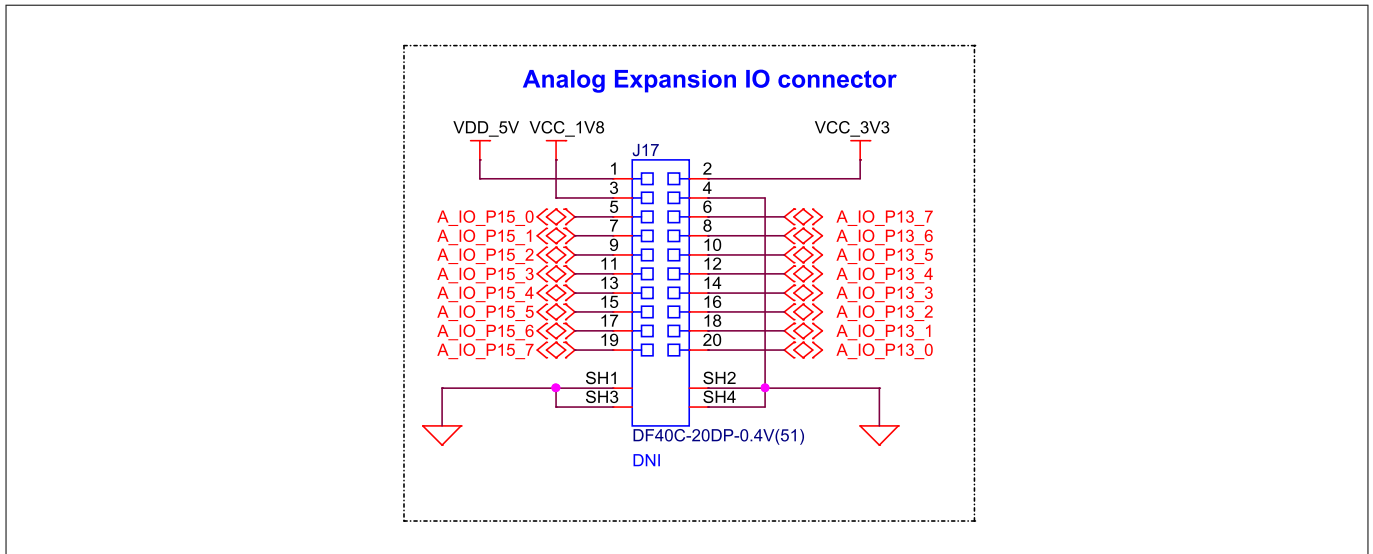 Analog Expansion IO connector
VDD_5V VCC_1V8 VCC_3V3
J17
1 2
3 4
A_IO_P15_0 5 6 A_IO_P13_7
A_IO_P15_1 7 8 A_IO_P13_6
A_IO_P15_2 9 10 A_IO_P13_5
A_IO_P15_3 11 12 A_IO_P13_4
A_IO_P15_4 13 14 A_IO_P13_3
A_IO_P15_5 15 16 A_IO_P13_2
A_IO_P15_6 17 18 A_IO_P13_1
A_IO_P15_7 19 20 A_IO_P13_0
SH1 SH2
SH3 SH4
DF40C-20DP-0.4V(51)
DNI